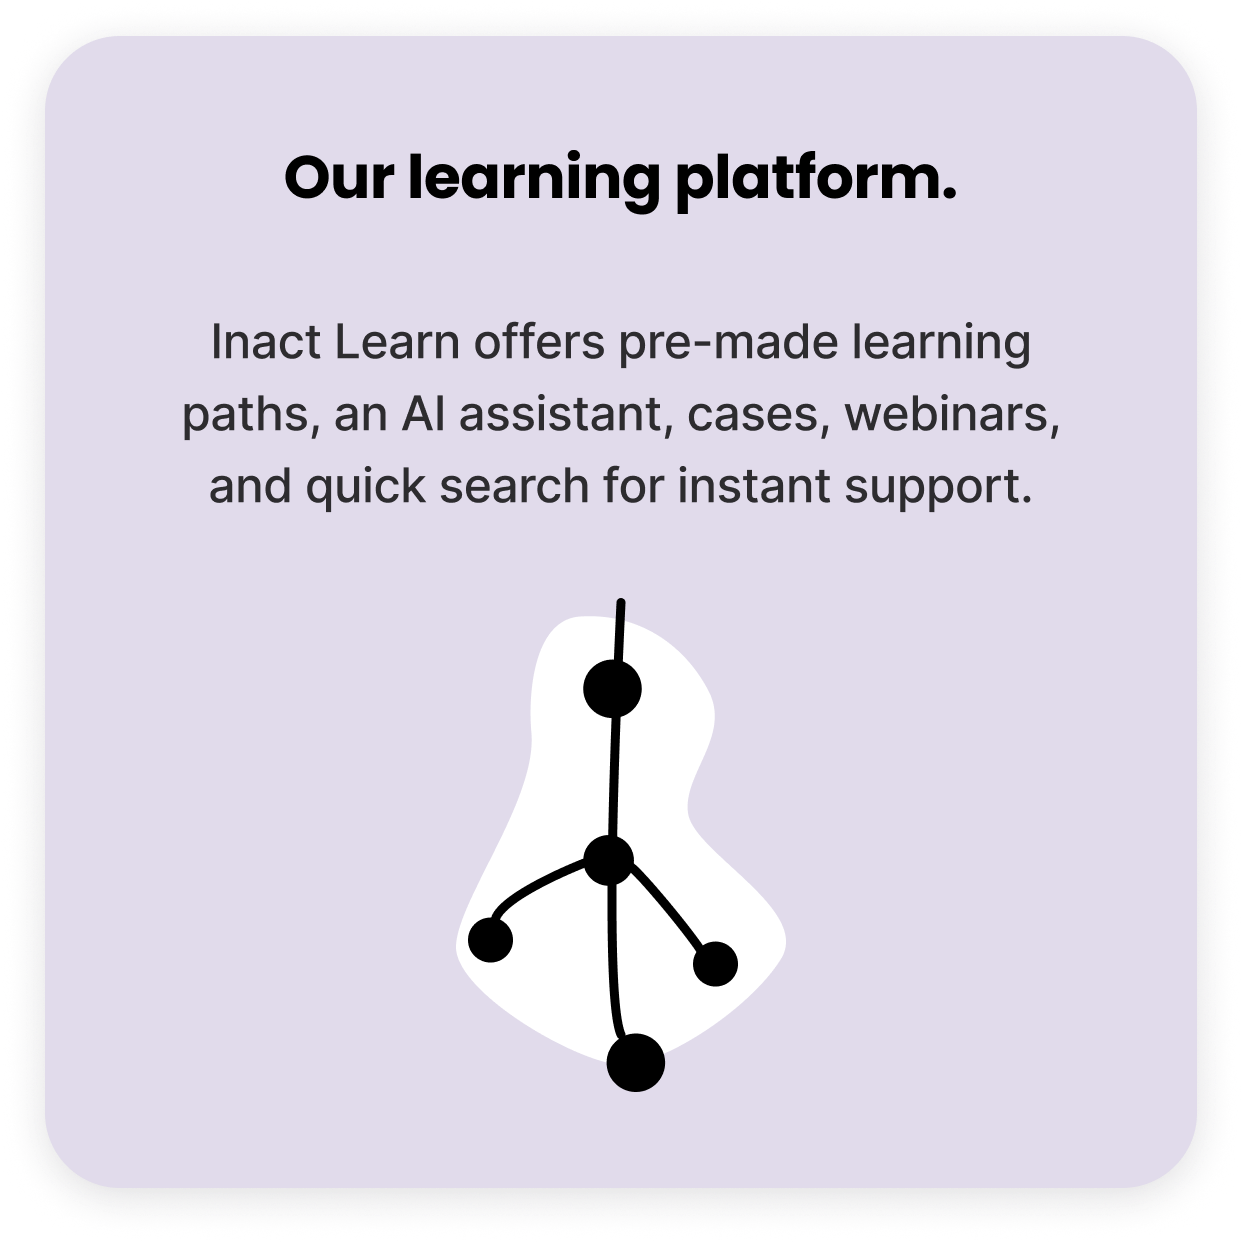 Our learning platform.
Inact Learn offers pre-made learning
paths, an AI assistant, cases, webinars,
and quick search for instant support.